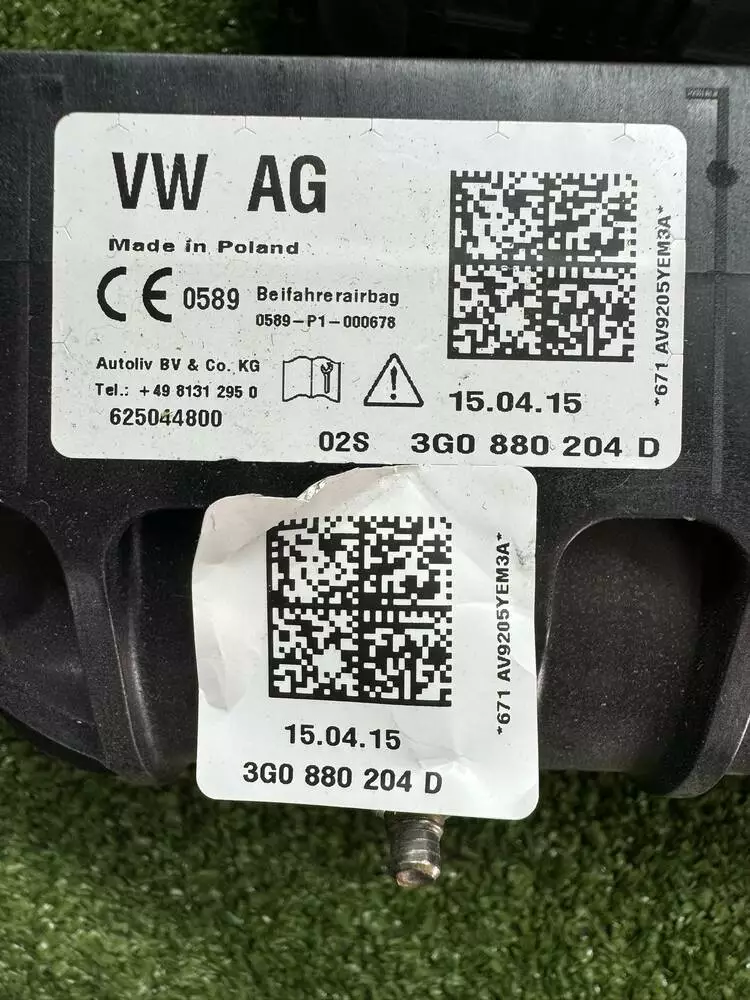 VW AG
Made in Poland
CE 0589 Beifahrerairbag
0589-P1-000678
Autoliv BV & Co. KG
Tel.: +49 8131 295 0
625044800
15.04.15
02S 3G0 880 204 D
*671 AV9205YEM3A*
*671 AV9205YEM3A*
15.04.15
3G0 880 204 D